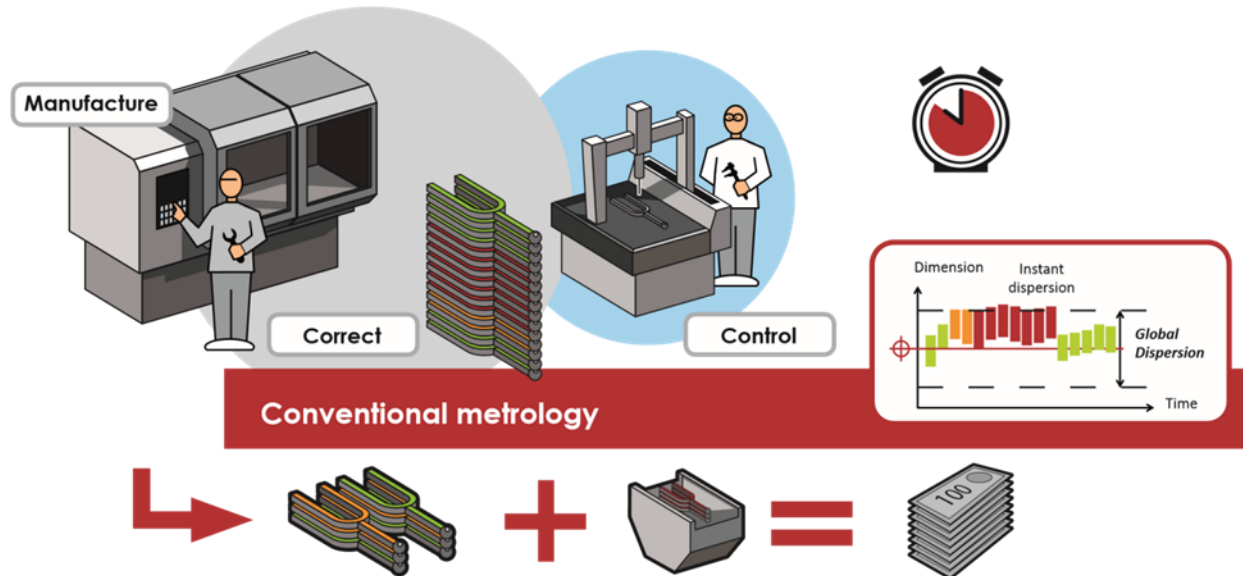 Manufacture
Correct
Control
Dimension
Instant
dispersion
Global
Dispersion
Time
Conventional metrology
100